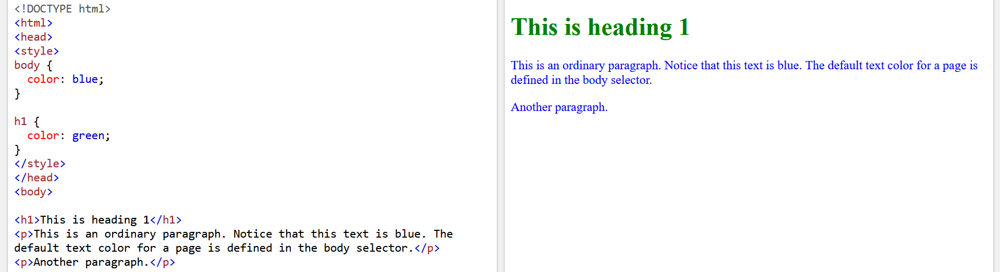 <!DOCTYPE html>
<html>
<head>
<style>
body {
  color: blue;
}

h1 {
  color: green;
}
</style>
</head>
<body>

<h1>This is heading 1</h1>
<p>This is an ordinary paragraph. Notice that this text is blue. The
default text color for a page is defined in the body selector.</p>
<p>Another paragraph.</p>
This is heading 1
This is an ordinary paragraph. Notice that this text is blue. The default text color for a page is
defined in the body selector.
Another paragraph.